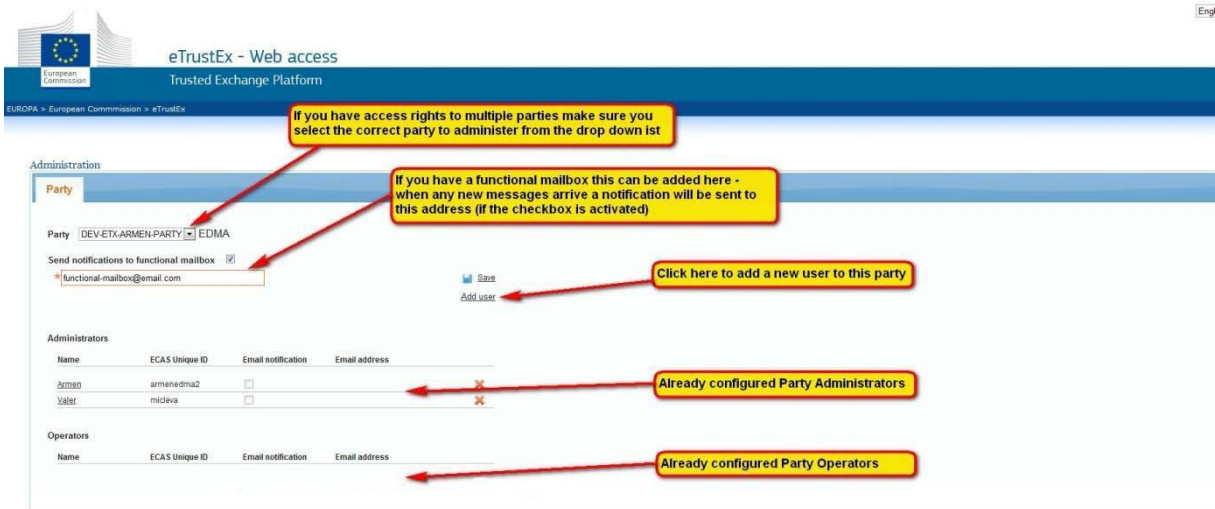 Engl
European
Commission
eTrustEx - Web access
Trusted Exchange Platform
EUROPA > European Commmission > eTrustEx
If you have access rights to multiple parties make sure you
select the correct party to administer from the drop down ist
Administration
Party
If you have a functional mailbox this can be added here -
when any new messages arrive a notification will be sent to
this address (if the checkbox is activated)
Party DEV-ETX-ARMEN-PARTY EDMA
Send notifications to functional mailbox
* functional-mailbox@email.com
Save
Click here to add a new user to this party
Add user
Administrators
Name ECAS Unique ID Email notification Email address
Armen armenedma2
Already configured Party Administrators
Valer micleva
Operators
Name ECAS Unique ID Email notification Email address
Already configured Party Operators